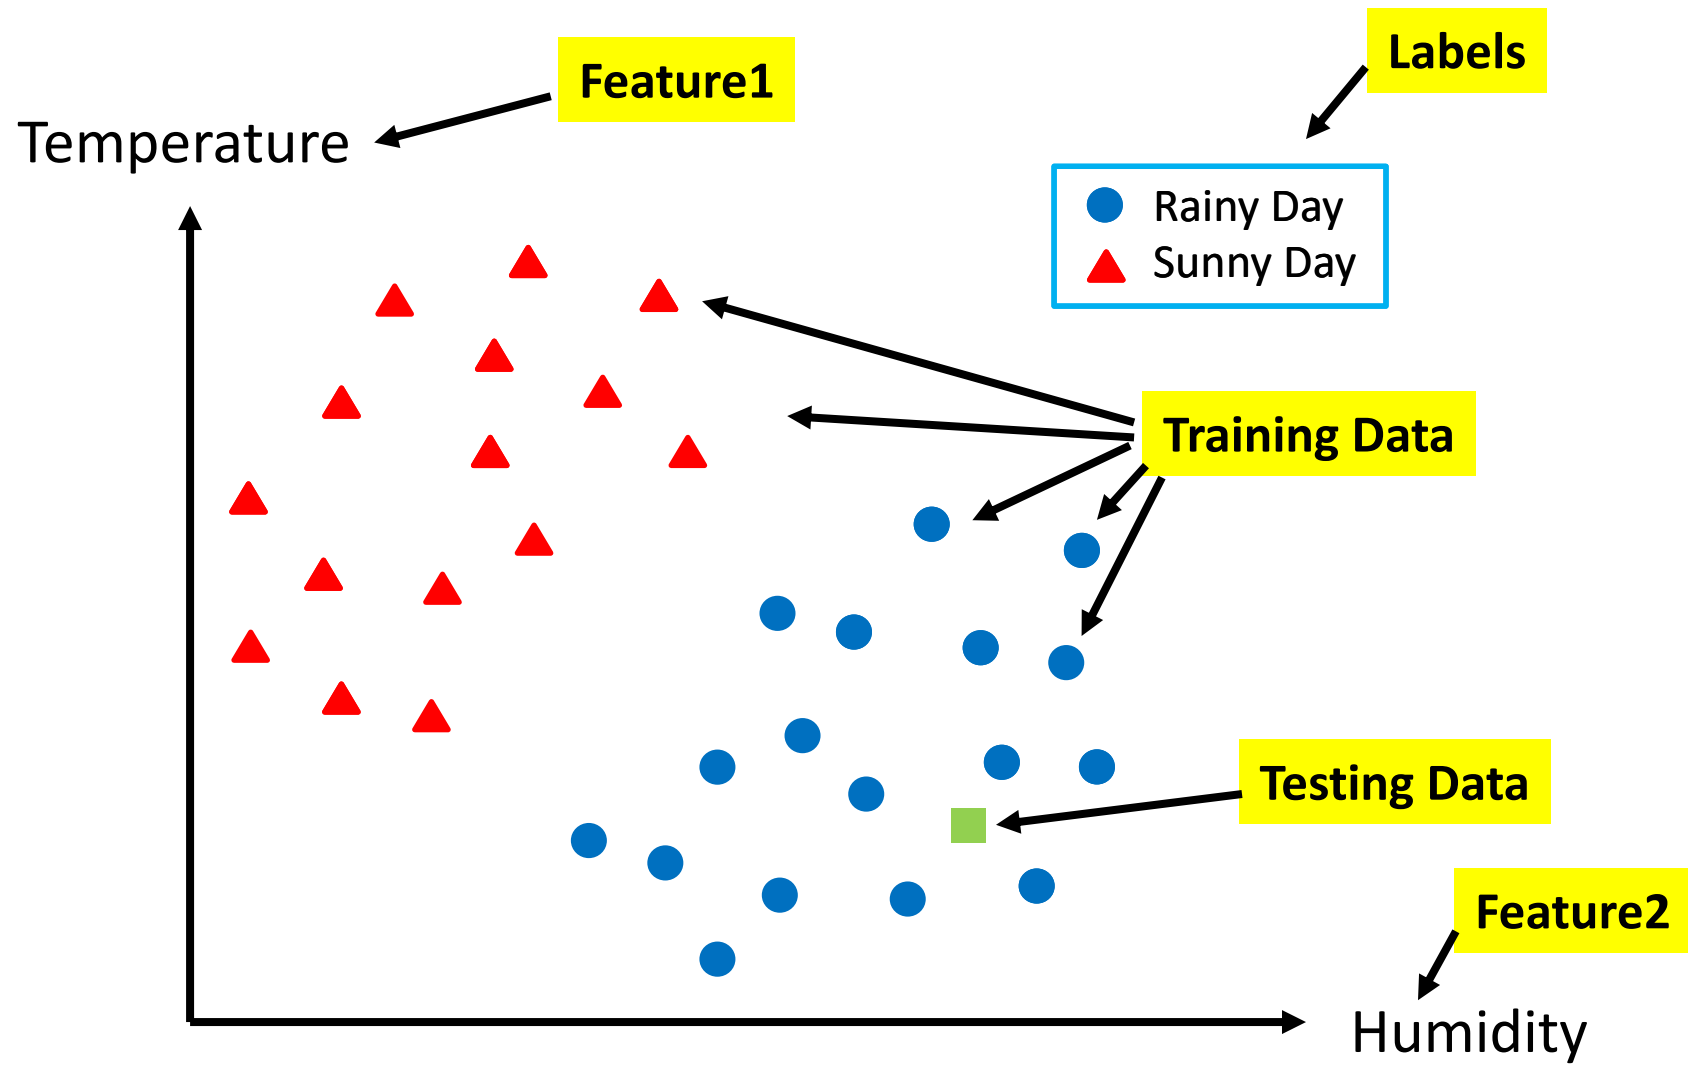 Labels
Feature1
Temperature
Rainy Day
Sunny Day
Training Data
Testing Data
Feature2
Humidity